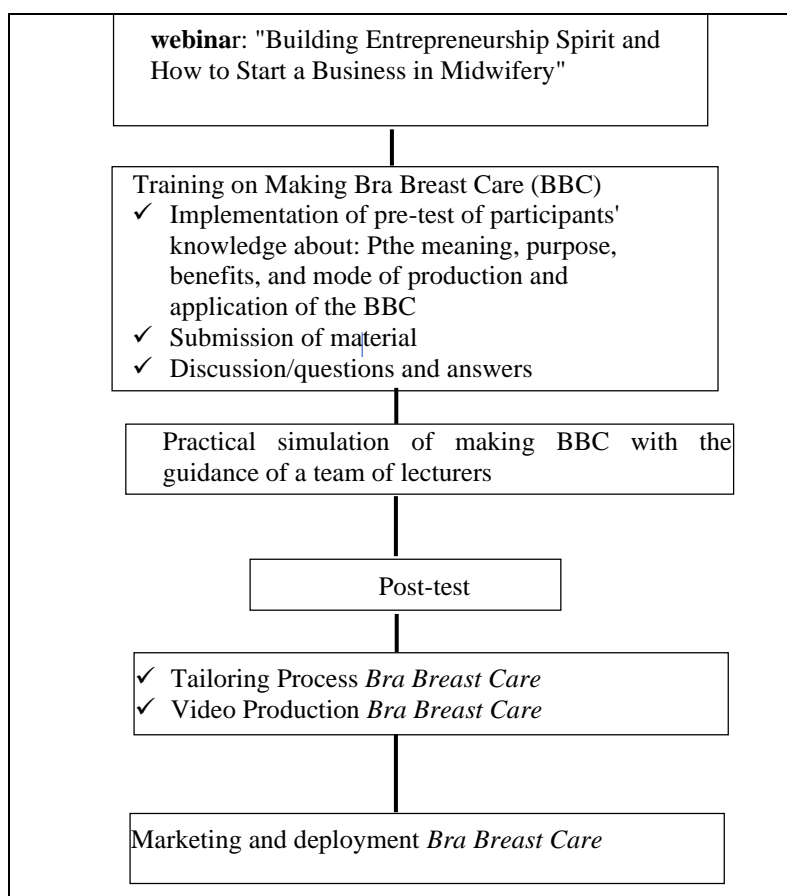 webinar: "Building Entrepreneurship Spirit and
How to Start a Business in Midwifery"
Training on Making Bra Breast Care (BBC)
✓ Implementation of pre-test of participants'
knowledge about: Pthe meaning, purpose,
benefits, and mode of production and
application of the BBC
✓ Submission of material
✓ Discussion/questions and answers
Practical simulation of making BBC with the
guidance of a team of lecturers
Post-test
✓ Tailoring Process Bra Breast Care
✓ Video Production Bra Breast Care
Marketing and deployment Bra Breast Care